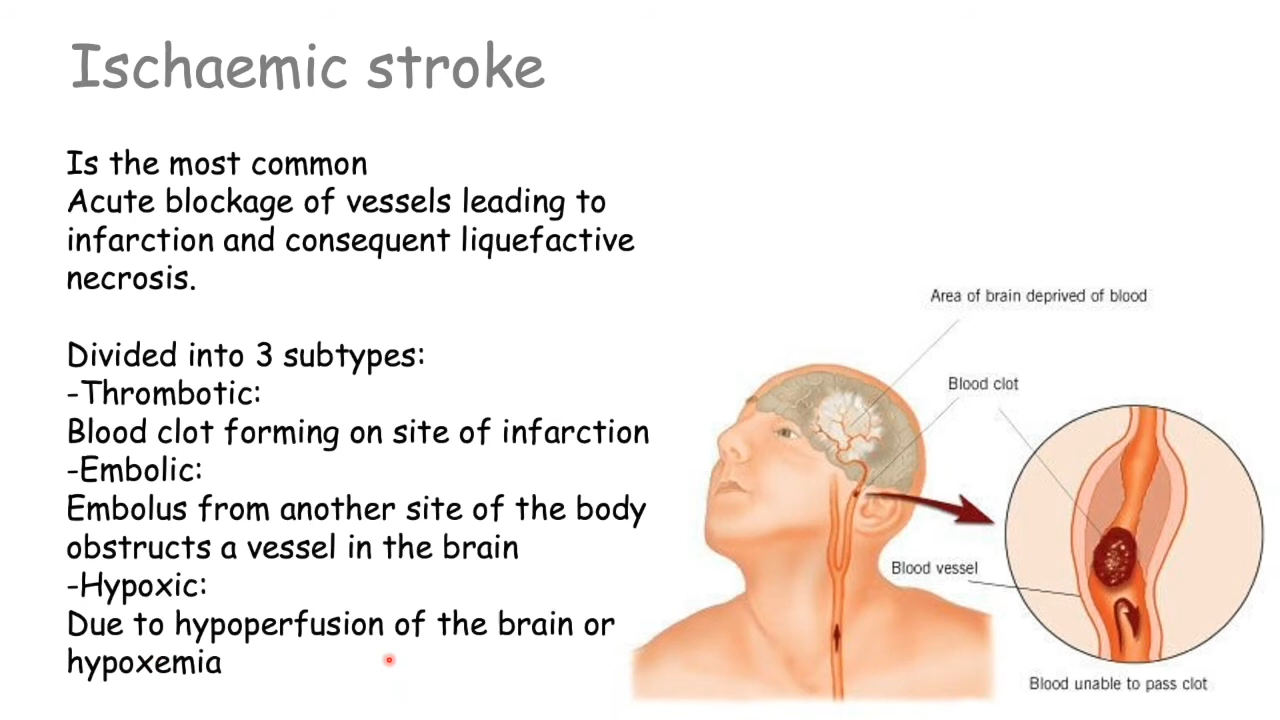 Ischaemic stroke
Is the most common
Acute blockage of vessels leading to
infarction and consequent liquefactive
necrosis.
Divided into 3 subtypes:
-Thrombotic:
Blood clot forming on site of infarction
-Embolic:
Embolus from another site of the body
obstructs a vessel in the brain
-Hypoxic:
Due to hypoperfusion of the brain or
hypoxemia
Area of brain deprived of blood
Blood clot
Blood vessel
Blood unable to pass clot